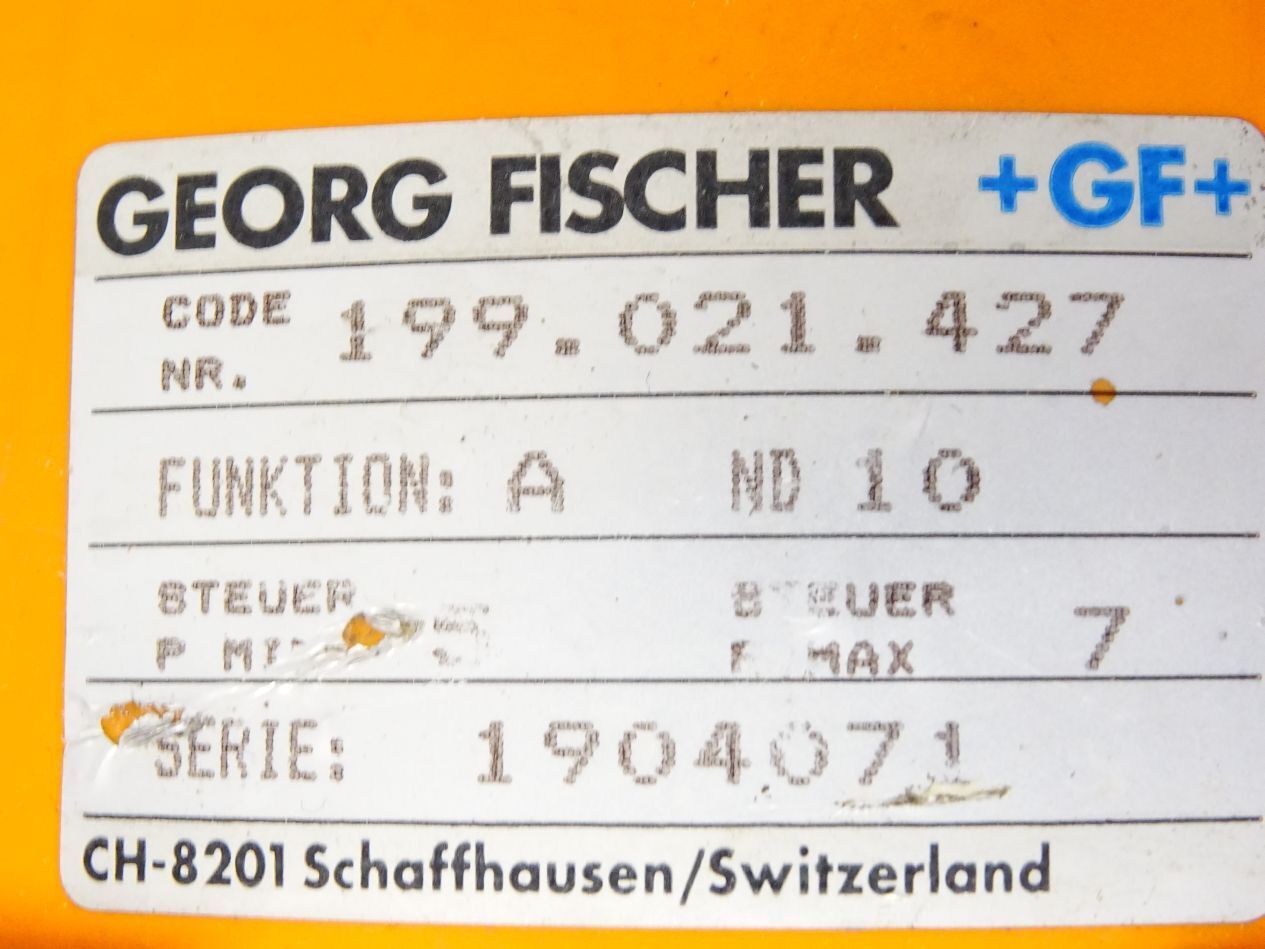 GEORG FISCHER +GF+
CODE NR. 199.021.427
FUNKTION: A ND 10
STEUER P 5 STEUER MAX 7
SERIE: 1904071
CH-8201 Schaffhausen/Switzerland